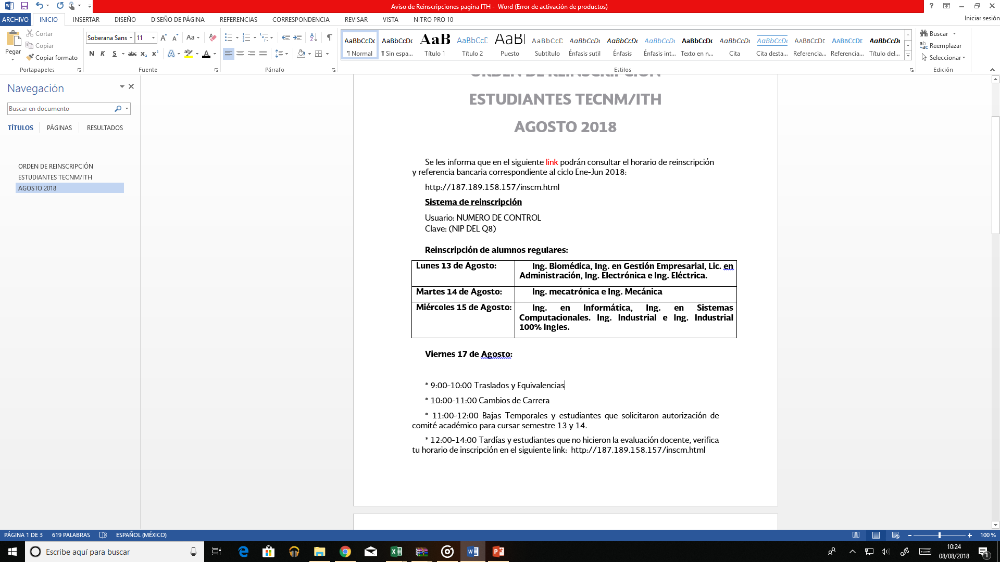 Aviso de Reinscripciones pagina ITH - Word (Error de activación de productos)
ARCHIVO INICIO INSERTAR DISEÑO DISEÑO DE PÁGINA REFERENCIAS CORRESPONDENCIA REVISAR VISTA NITRO PRO 10
Iniciar sesión
Pegar
Cortar
Copiar
Copiar formato
Portapapeles
Soberana Sans 11
N K S abc x₂ x²
Fuente
Párrafo
AaBbCcDc AaBbCcDc AaB AaBbCcD AaB AaBbCcD AaBbCcDc AaBbCcDc AaBbCcDc AaBbCcDc AaBbCcDc AaBbCcDc AABBCCDD AABBCCDD AaBbCcDc
¶ Normal ¶ Sin espa... Título 1 Título 2 Puesto Subtítulo Énfasis sutil Énfasis Énfasis int... Texto en n... Cita Cita desta... Referencia... Referencia... Título del...
Estilos
Buscar
Reemplazar
Seleccionar
Edición
Navegación
Buscar en documento
TÍTULOS PÁGINAS RESULTADOS
ORDEN DE REINSCRIPCIÓN
ESTUDIANTES TECNM/ITH
AGOSTO 2018
ORDEN DE REINSCRIPCIÓN
ESTUDIANTES TECNM/ITH
AGOSTO 2018
Se les informa que en el siguiente link podrán consultar el horario de reinscripción
y referencia bancaria correspondiente al ciclo Ene-Jun 2018:
http://187.189.158.157/inscm.html
Sistema de reinscripción
Usuario: NUMERO DE CONTROL
Clave: (NIP DEL Q8)
Reinscripción de alumnos regulares:
Lunes 13 de Agosto: Ing. Biomédica, Ing. en Gestión Empresarial, Lic. en
Administración, Ing. Electrónica e Ing. Eléctrica.
Martes 14 de Agosto: Ing. mecatrónica e Ing. Mecánica
Miércoles 15 de Agosto: Ing. en Informática, Ing. en Sistemas
Computacionales. Ing. Industrial e Ing. Industrial
100% Ingles.
Viernes 17 de Agosto:
* 9:00-10:00 Traslados y Equivalencias
* 10:00-11:00 Cambios de Carrera
* 11:00-12:00 Bajas Temporales y estudiantes que solicitaron autorización de
comité académico para cursar semestre 13 y 14.
* 12:00-14:00 Tardías y estudiantes que no hicieron la evaluación docente, verifica
tu horario de inscripción en el siguiente link: http://187.189.158.157/inscm.html
PÁGINA 1 DE 3 619 PALABRAS ESPAÑOL (MÉXICO)
100 %
Escribe aquí para buscar
10:24
08/08/2018
1